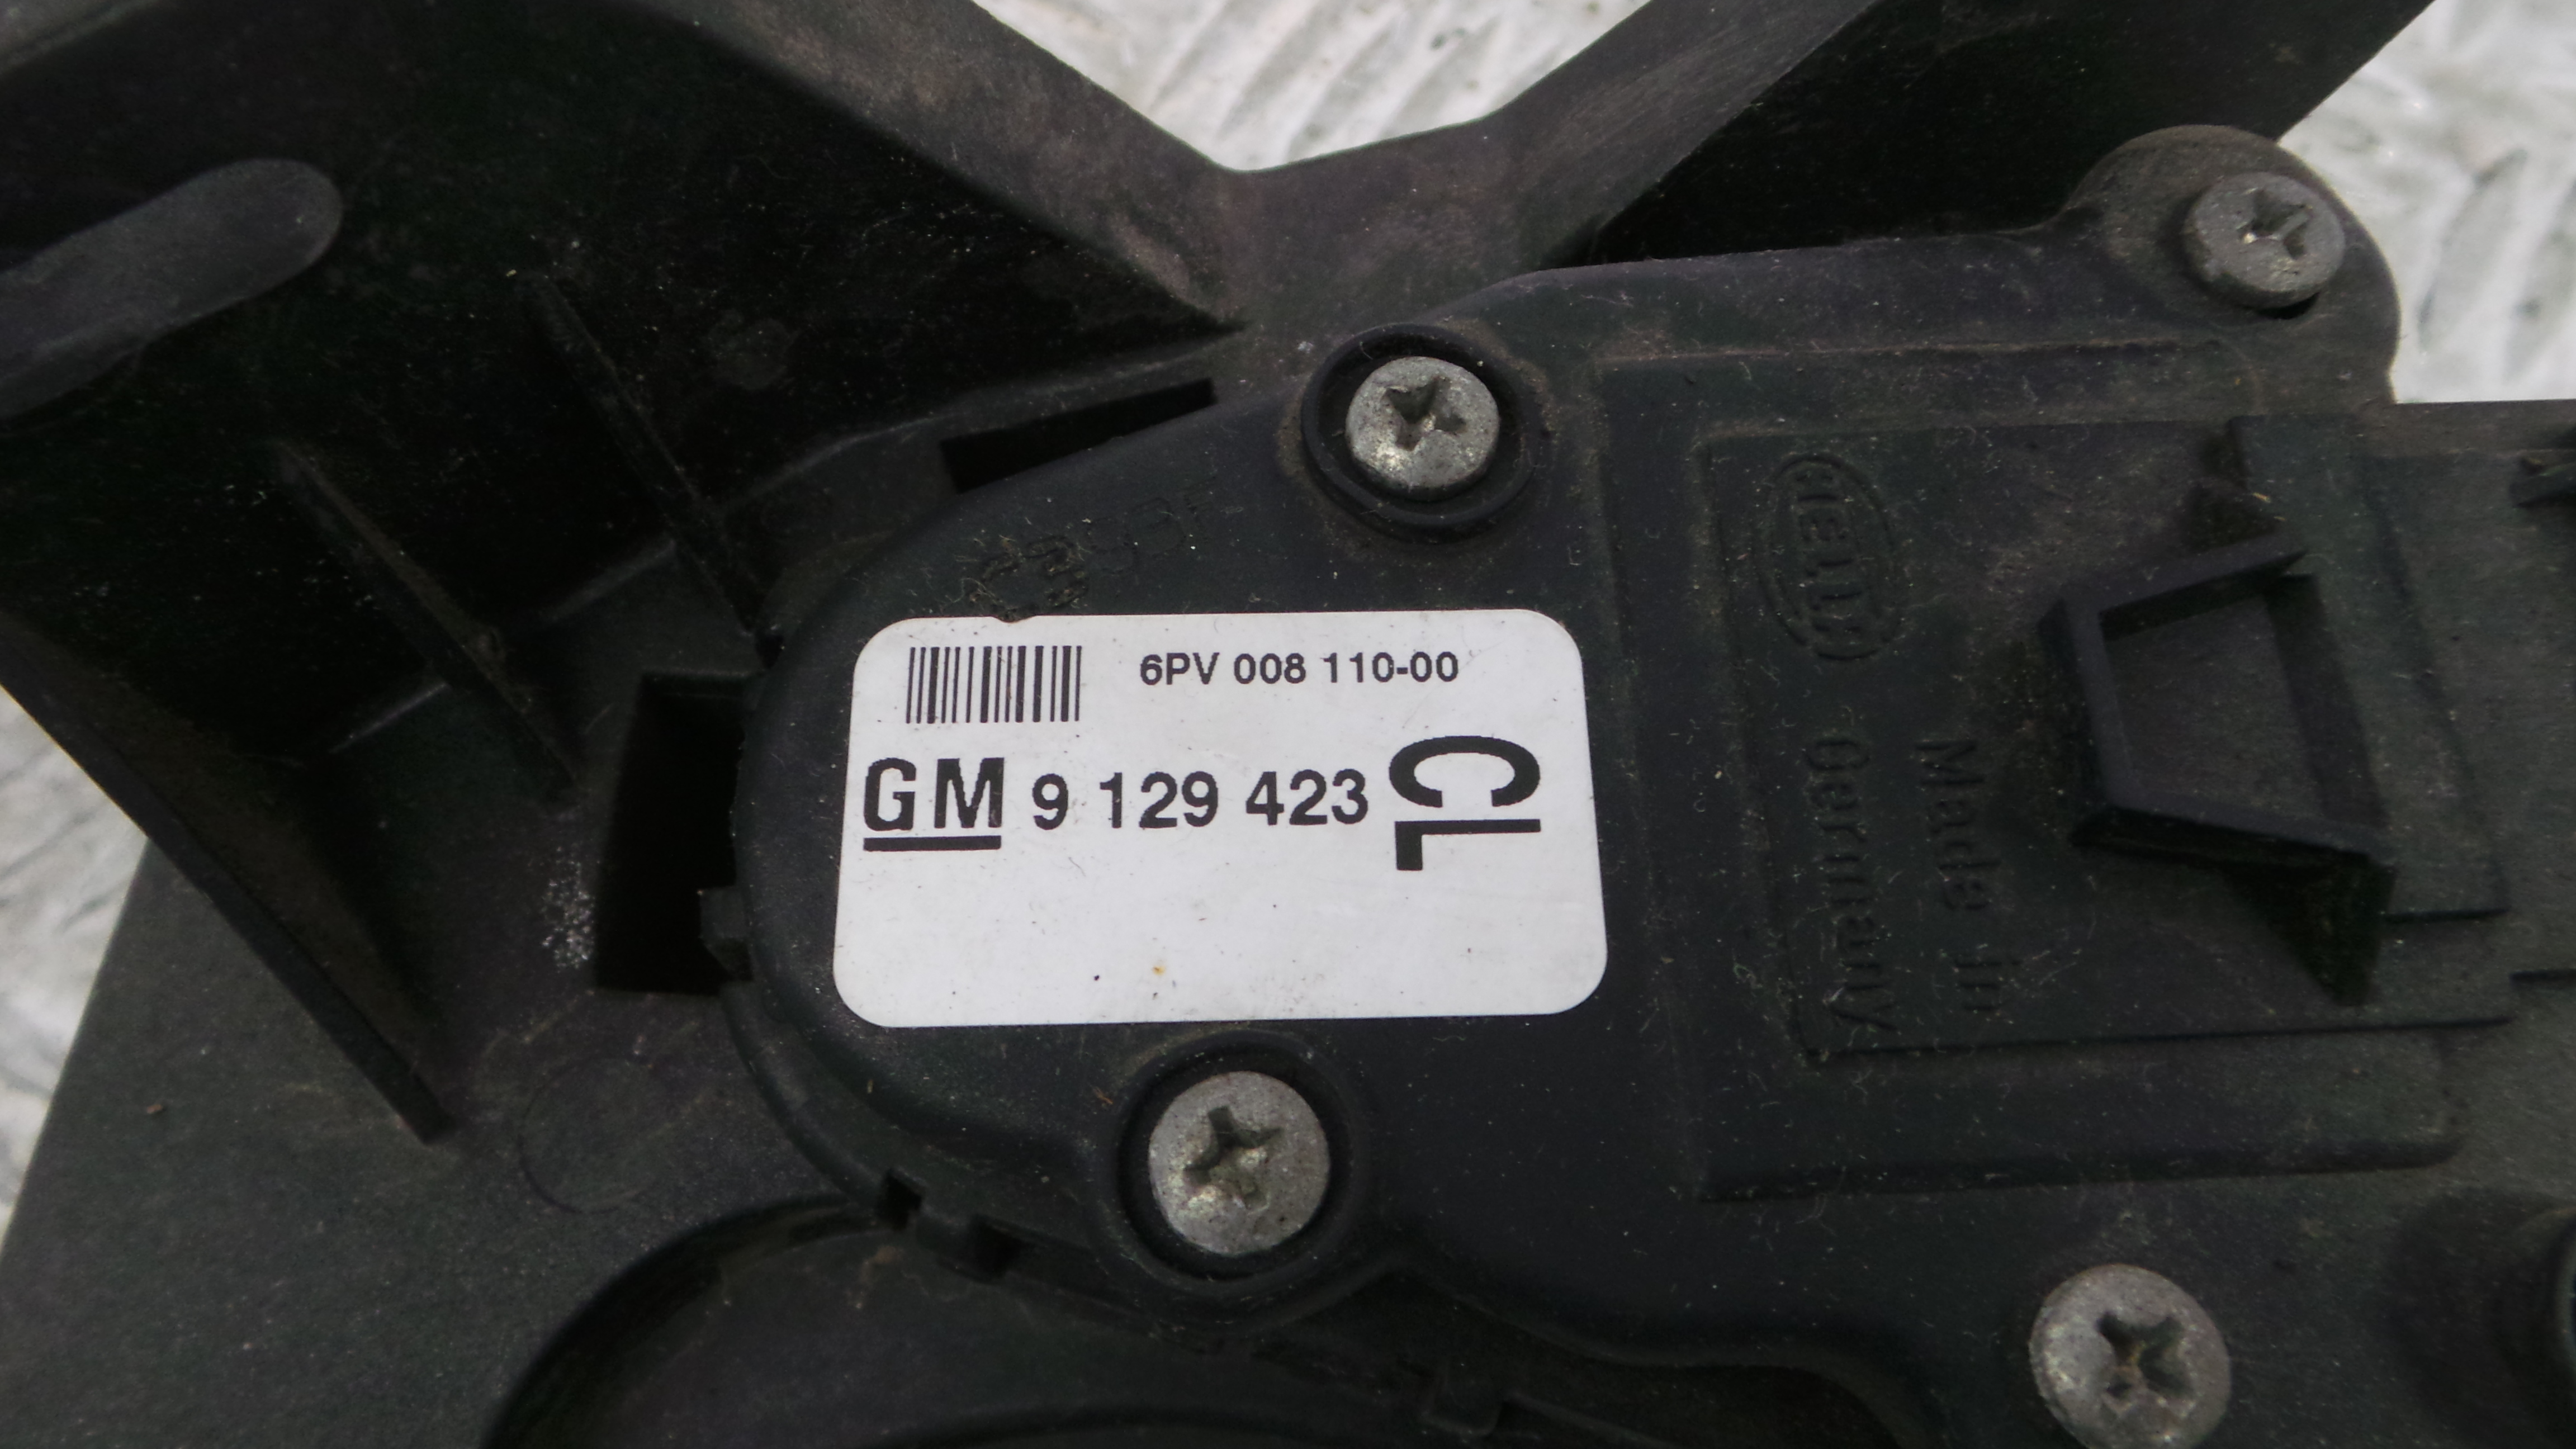 6PV 008 110-00
GM 9 129 423 CL
HELLA
Made in
Germany